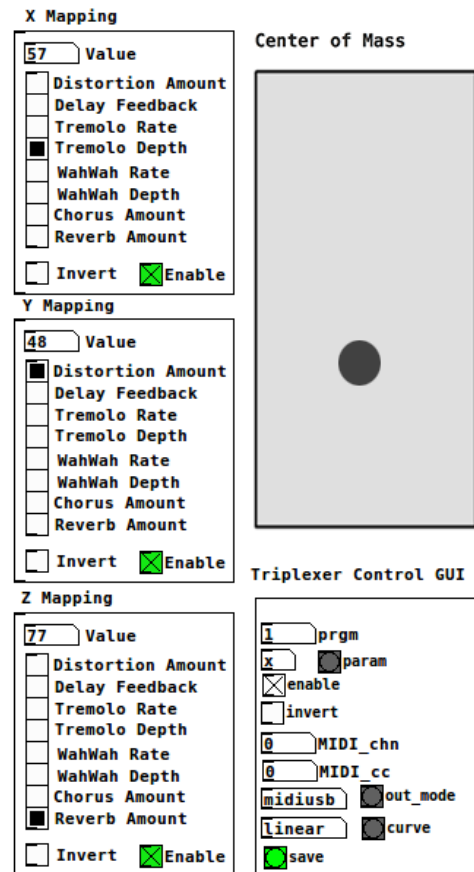 X Mapping
57 Value
Distortion Amount
Delay Feedback
Tremolo Rate
Tremolo Depth
WahWah Rate
WahWah Depth
Chorus Amount
Reverb Amount
Invert Enable
Y Mapping
48 Value
Distortion Amount
Delay Feedback
Tremolo Rate
Tremolo Depth
WahWah Rate
WahWah Depth
Chorus Amount
Reverb Amount
Invert Enable
Z Mapping
77 Value
Distortion Amount
Delay Feedback
Tremolo Rate
Tremolo Depth
WahWah Rate
WahWah Depth
Chorus Amount
Reverb Amount
Invert Enable
Center of Mass
Triplexer Control GUI
1 prgm
x param
enable
invert
0 MIDI_chn
0 MIDI_cc
midiusb out_mode
linear curve
save